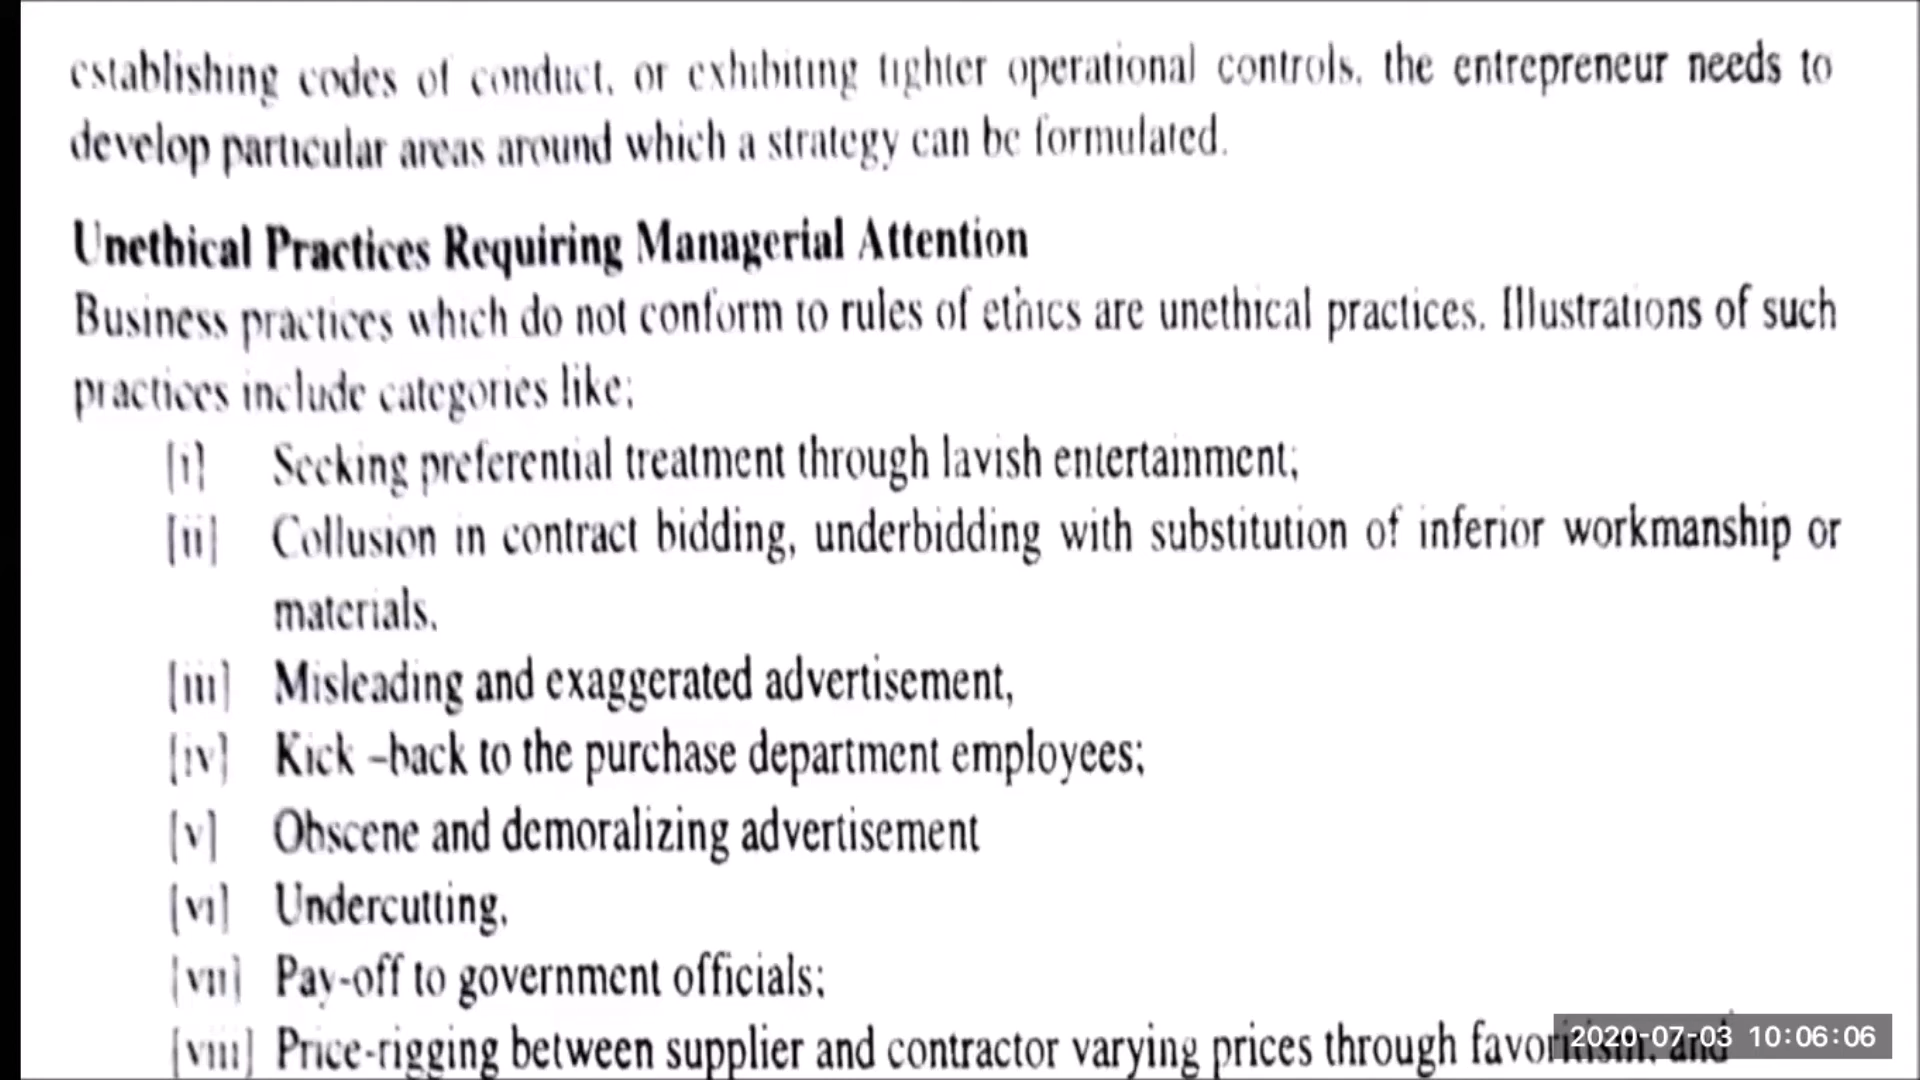 establishing codes of conduct, or exhibiting tighter operational controls, the entrepreneur needs to
develop particular areas around which a strategy can be formulated.
Unethical Practices Requiring Managerial Attention
Business practices which do not conform to rules of ethics are unethical practices. Illustrations of such
practices include categories like;
[i] Seeking preferential treatment through lavish entertainment;
[ii] Collusion in contract bidding, underbidding with substitution of inferior workmanship or
materials.
[iii] Misleading and exaggerated advertisement,
[iv] Kick –back to the purchase department employees;
[v] Obscene and demoralizing advertisement
[vi] Undercutting,
[vii] Pay-off to government officials;
[viii] Price-rigging between supplier and contractor varying prices through favoritism, and
2020-07-03 10:06:06